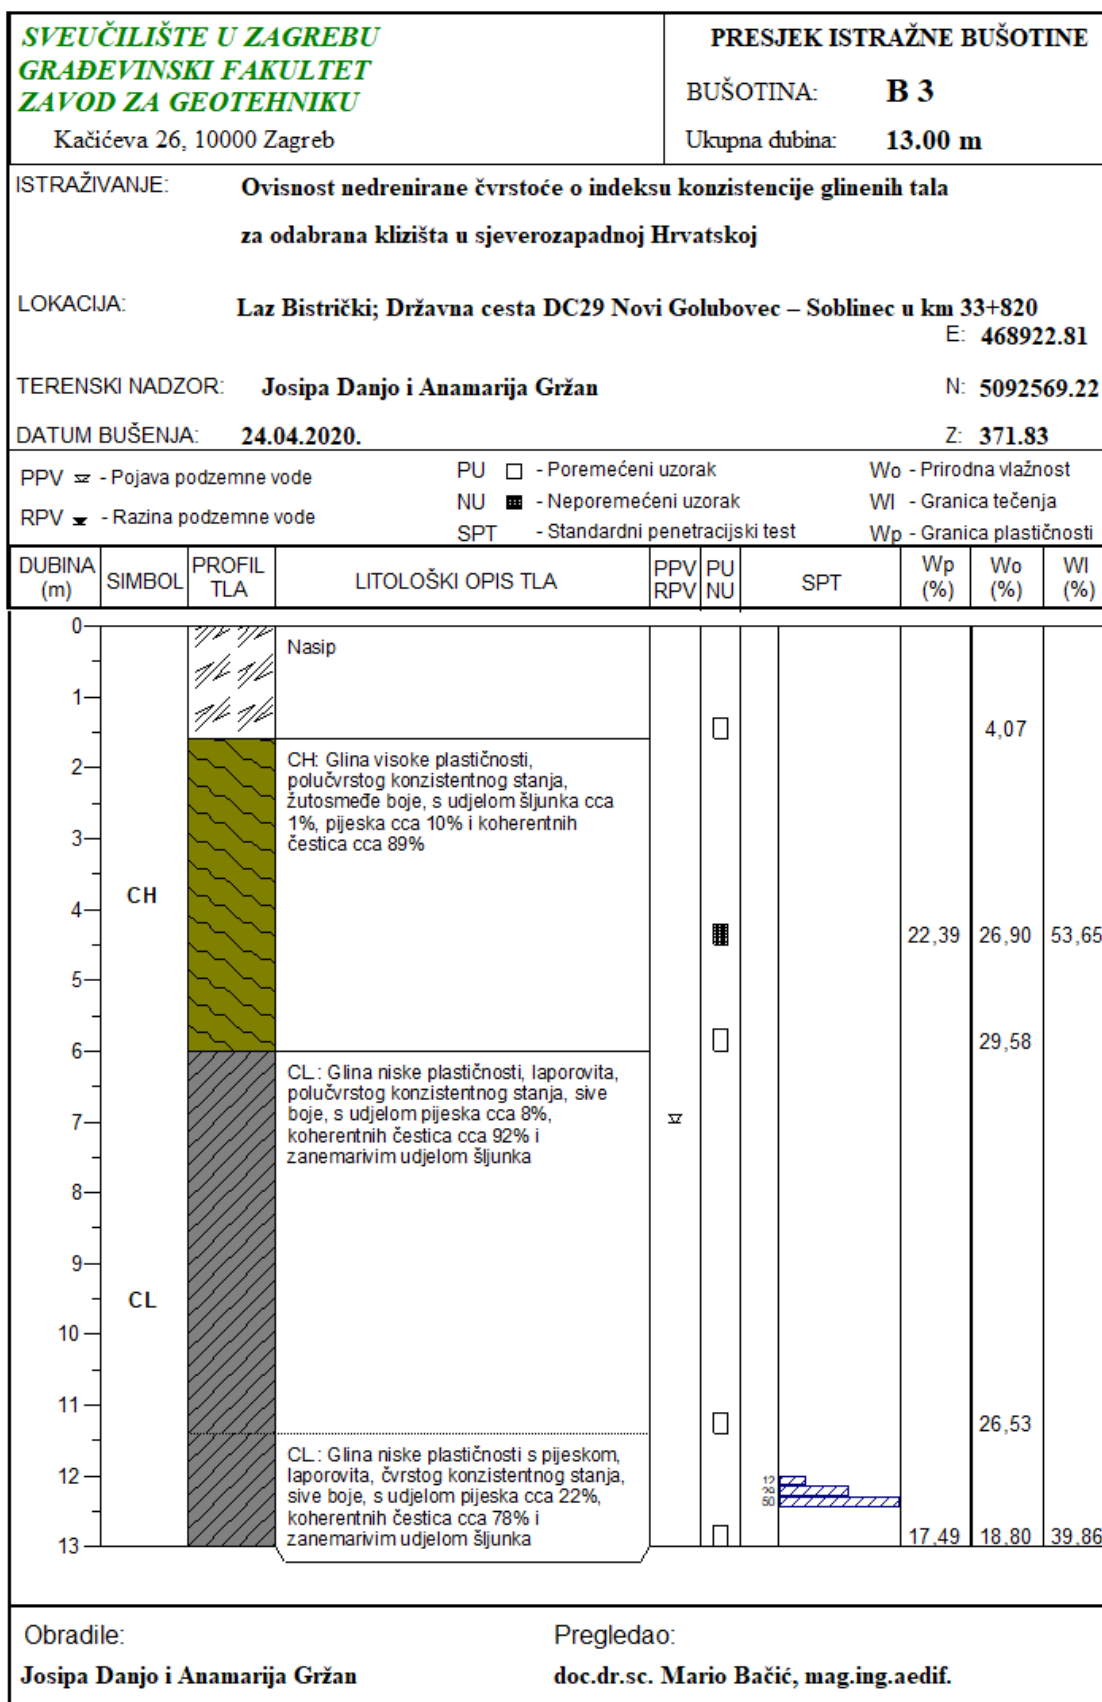 SVEUČILIŠTE U ZAGREBU
GRAĐEVINSKI FAKULTET
ZAVOD ZA GEOTEHNIKU
Kačićeva 26, 10000 Zagreb
PRESJEK ISTRAŽNE BUŠOTINE
BUŠOTINA: B 3
Ukupna dubina: 13.00 m
ISTRAŽIVANJE: Ovisnost nedrenirane čvrstoće o indeksu konzistencije glinenih tala
za odabrana klizišta u sjeverozapadnoj Hrvatskoj
LOKACIJA: Laz Bistrički; Državna cesta DC29 Novi Golubovec – Soblinec u km 33+820
E: 468922.81
TERENSKI NADZOR: Josipa Danjo i Anamarija Gržan N: 5092569.22
DATUM BUŠENJA: 24.04.2020. Z: 371.83
PPV - Pojava podzemne vode
RPV - Razina podzemne vode
PU - Poremećeni uzorak
NU - Neporemećeni uzorak
SPT - Standardni penetracijski test
Wo - Prirodna vlažnost
Wl - Granica tečenja
Wp - Granica plastičnosti
DUBINA (m) SIMBOL PROFIL TLA LITOLOŠKI OPIS TLA PPV RPV PU NU SPT Wp (%) Wo (%) Wl (%)
0
Nasip
1
4,07
2
CH: Glina visoke plastičnosti,
polučvrstog konzistentnog stanja,
žutosmeđe boje, s udjelom šljunka cca
1%, pijeska cca 10% i koherentnih
čestica cca 89%
3
CH
4
22,39 26,90 53,65
5
29,58
6
CL: Glina niske plastičnosti, laporovita,
polučvrstog konzistentnog stanja, sive
boje, s udjelom pijeska cca 8%,
koherentnih čestica cca 92% i
zanemarivim udjelom šljunka
7
8
9
CL
10
11
26,53
CL: Glina niske plastičnosti s pijeskom,
laporovita, čvrstog konzistentnog stanja,
sive boje, s udjelom pijeska cca 22%,
koherentnih čestica cca 78% i
zanemarivim udjelom šljunka
12
12
50
13
17,49 18,80 39,86
Obradile:
Josipa Danjo i Anamarija Gržan
Pregledao:
doc.dr.sc. Mario Bačić, mag.ing.aedif.